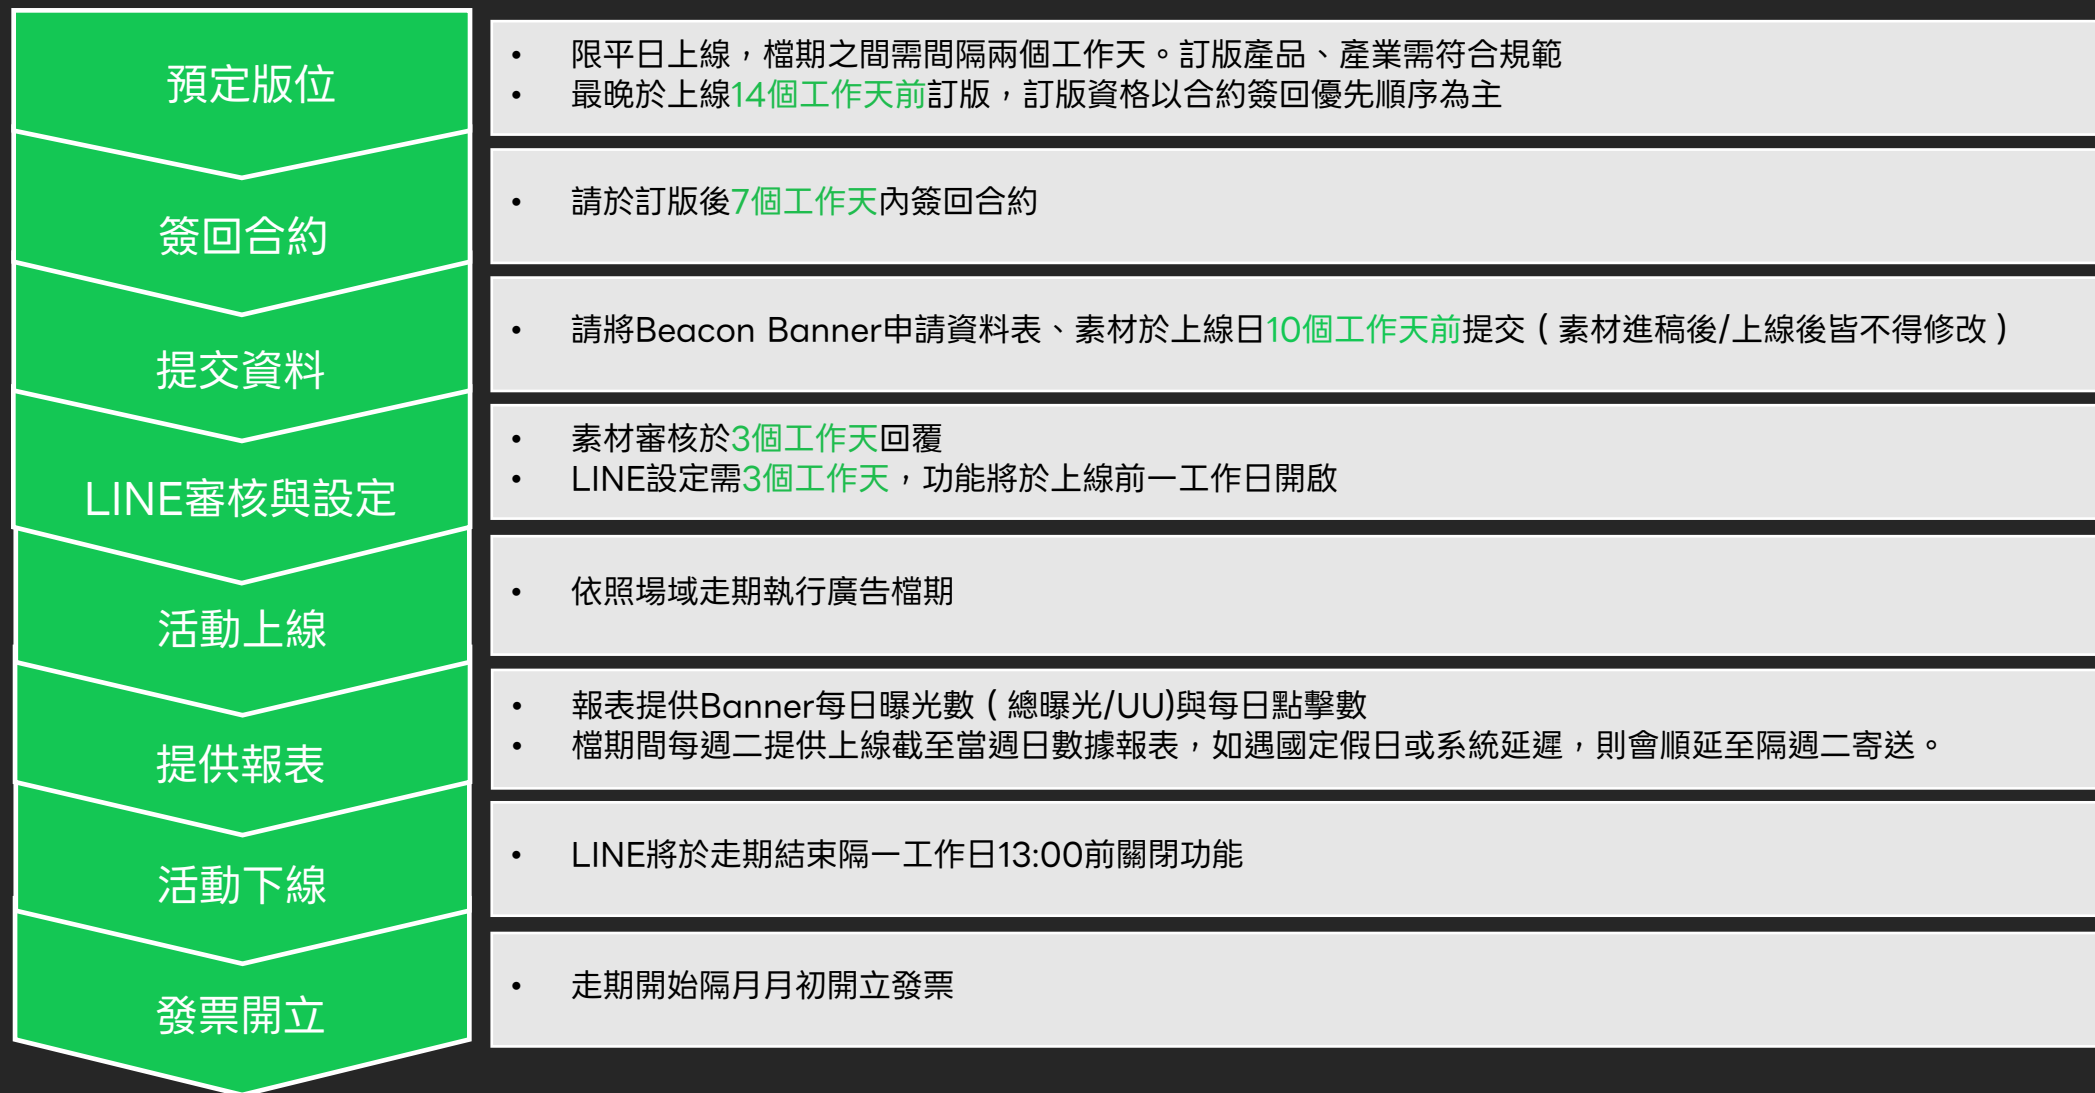 預定版位
• 限平日上線，檔期之間需間隔兩個工作天。訂版產品、產業需符合規範
• 最晚於上線14個工作天前訂版，訂版資格以合約簽回優先順序為主
簽回合約
• 請於訂版後7個工作天內簽回合約
提交資料
• 請將Beacon Banner申請資料表、素材於上線日10個工作天前提交（素材進稿後/上線後皆不得修改）
LINE審核與設定
• 素材審核於3個工作天回覆
• LINE設定需3個工作天，功能將於上線前一工作日開啟
活動上線
• 依照場域走期執行廣告檔期
提供報表
• 報表提供Banner每日曝光數（總曝光/UU)與每日點擊數
• 檔期間每週二提供上線截至當週日數據報表，如遇國定假日或系統延遲，則會順延至隔週二寄送。
活動下線
• LINE將於走期結束隔一工作日13:00前關閉功能
發票開立
• 走期開始隔月月初開立發票